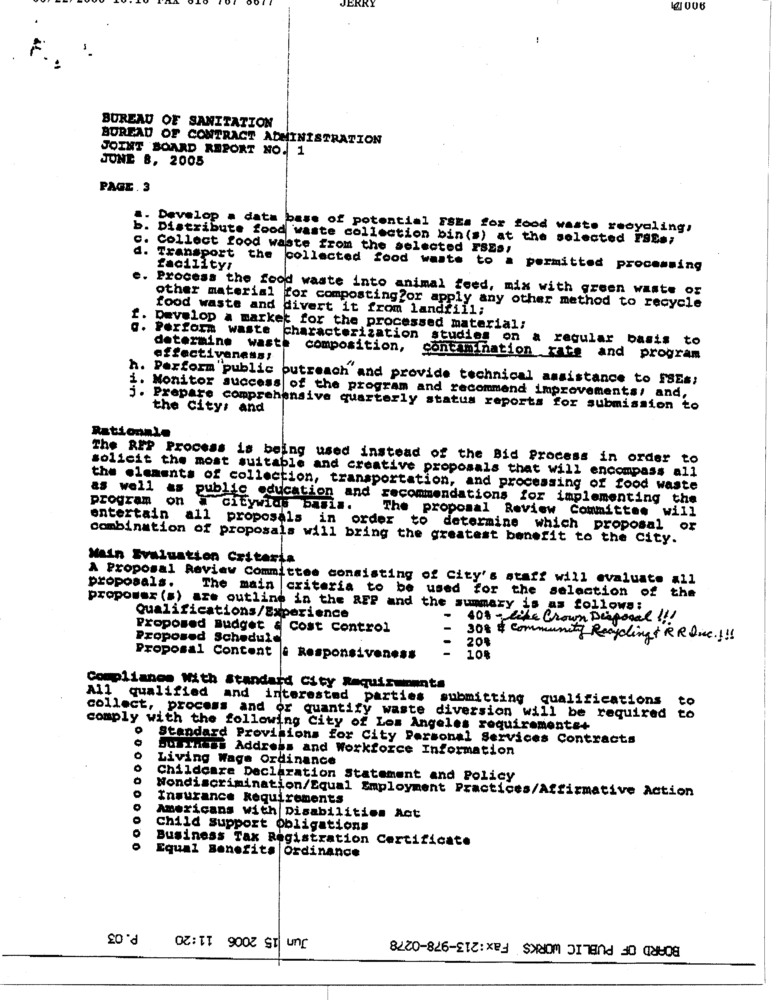 /22/2006 16:16 FAX 818 767 8677 JERRY 006
BUREAU OF SANITATION
BUREAU OF CONTRACT ADMINISTRATION
JOINT BOARD REPORT NO. 1
JUNE 8, 2005
PAGE 3
a. Develop a data base of potential FSEs for food waste recycling;
b. Distribute food waste collection bin(s) at the selected FSEs;
c. Collect food waste from the selected FSEs;
d. Transport the collected food waste to a permitted processing
facility;
e. Process the food waste into animal feed, mix with green waste or
other material for composting?or apply any other method to recycle
food waste and divert it from landfill;
f. Develop a market for the processed material;
g. Perform waste characterization studies on a regular basis to
determine waste composition, contamination rate and program
effectiveness;
h. Perform "public outreach" and provide technical assistance to FSEs;
i. Monitor success of the program and recommend improvements; and,
j. Prepare comprehensive quarterly status reports for submission to
the City; and
Rationale
The RFP Process is being used instead of the Bid Process in order to
solicit the most suitable and creative proposals that will encompass all
the elements of collection, transportation, and processing of food waste
as well as public education and recommendations for implementing the
program on a citywide basis. The proposal Review Committee will
entertain all proposals in order to determine which proposal or
combination of proposals will bring the greatest benefit to the City.
Main Evaluation Criteria
A Proposal Review Committee consisting of City's staff will evaluate all
proposals. The main criteria to be used for the selection of the
proposer(s) are outline in the RFP and the summary is as follows:
Qualifications/Experience - 40% - like Crown Disposal !!!
Proposed Budget & Cost Control - 30% & Community Recycling & R R Inc.!!!
Proposed Schedule - 20%
Proposal Content & Responsiveness - 10%
Compliance With Standard City Requirements
All qualified and interested parties submitting qualifications to
collect, process and or quantify waste diversion will be required to
comply with the following City of Los Angeles requirements+
o Standard Provisions for City Personal Services Contracts
o Business Address and Workforce Information
o Living Wage Ordinance
o Childcare Declaration Statement and Policy
o Nondiscrimination/Equal Employment Practices/Affirmative Action
o Insurance Requirements
o Americans with Disabilities Act
o Child Support Obligations
o Business Tax Registration Certificate
o Equal Benefits Ordinance
BOARD OF PUBLIC WORKS Fax:213-978-0278 Jun 15 2006 11:20 P.03